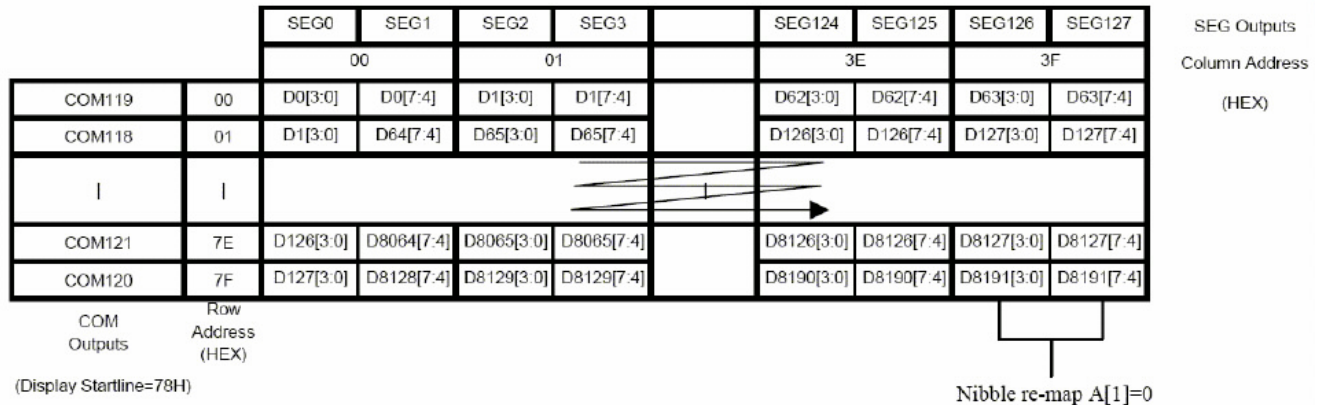 SEG0 SEG1 SEG2 SEG3 SEG124 SEG125 SEG126 SEG127 SEG Outputs
00 01 3E 3F Column Address
COM119 00 D0[3:0] D0[7:4] D1[3:0] D1[7:4] D62[3:0] D62[7:4] D63[3:0] D63[7:4] (HEX)
COM118 01 D1[3:0] D64[7:4] D65[3:0] D65[7:4] D126[3:0] D126[7:4] D127[3:0] D127[7:4]
| | |
COM121 7E D126[3:0] D8064[7:4] D8065[3:0] D8065[7:4] D8126[3:0] D8126[7:4] D8127[3:0] D8127[7:4]
COM120 7F D127[3:0] D8128[7:4] D8129[3:0] D8129[7:4] D8190[3:0] D8190[7:4] D8191[3:0] D8191[7:4]
COM
Outputs
Row
Address
(HEX)
(Display Startline=78H)
Nibble re-map A[1]=0